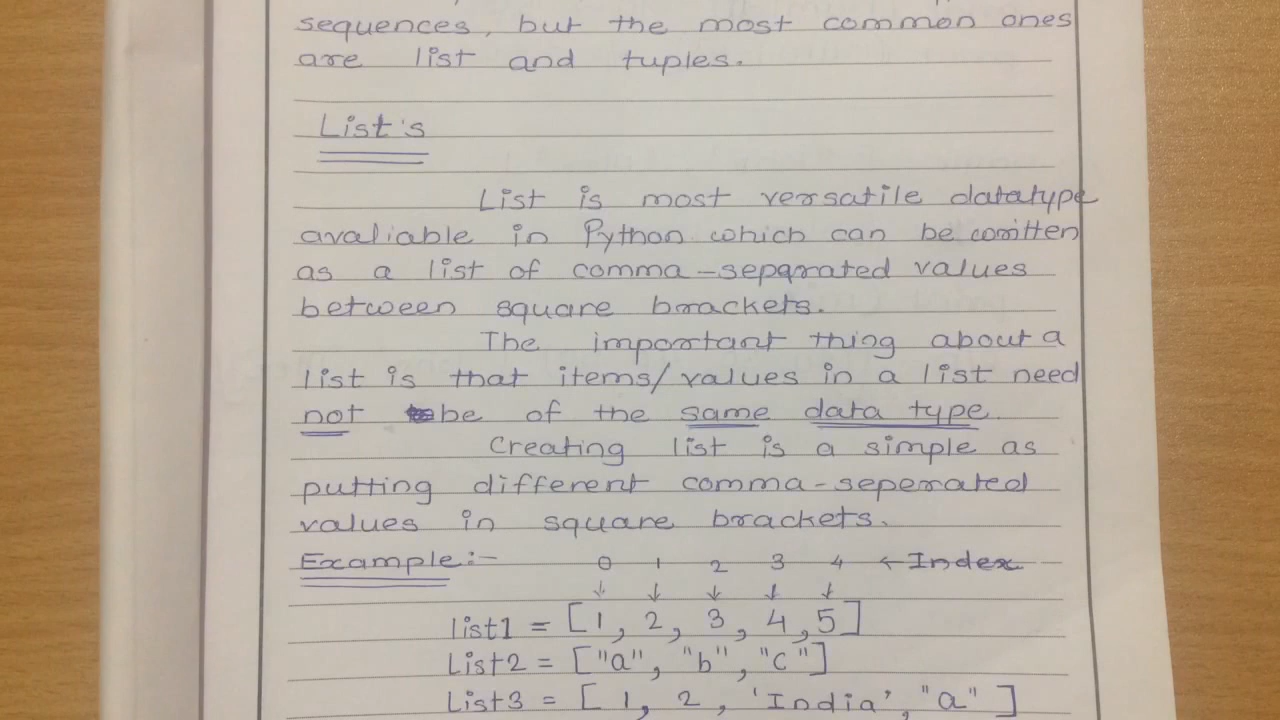 sequences, but the most common ones
are list and tuples.
List's
List is most versatile datatype
avaliable in Python which can be written
as a list of comma-separated values
between square brackets.
The important thing about a
list is that items/values in a list need
not be of the same data type.
Creating list is a simple as
putting different comma-seperated
values in square brackets.
Example:- 0 1 2 3 4 ← Index
↓ ↓ ↓ ↓ ↓
list1 = [1, 2, 3, 4, 5]
List2 = ["a", "b", "c"]
List3 = [1, 2, 'India', "a"]